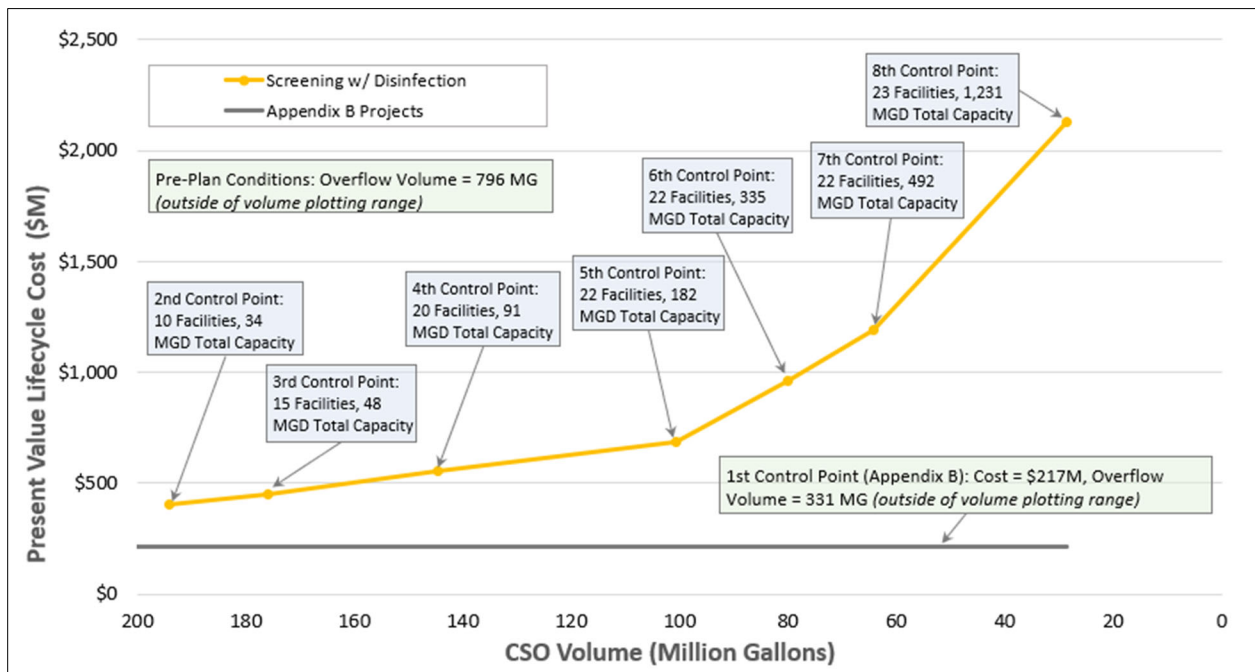 $2,500
$2,000
$1,500
$1,000
$500
$0
Present Value Lifecycle Cost ($M)
Screening w/ Disinfection
Appendix B Projects
Pre-Plan Conditions: Overflow Volume = 796 MG
(outside of volume plotting range)
2nd Control Point:
10 Facilities, 34
MGD Total Capacity
3rd Control Point:
15 Facilities, 48
MGD Total Capacity
4th Control Point:
20 Facilities, 91
MGD Total Capacity
5th Control Point:
22 Facilities, 182
MGD Total Capacity
6th Control Point:
22 Facilities, 335
MGD Total Capacity
7th Control Point:
22 Facilities, 492
MGD Total Capacity
8th Control Point:
23 Facilities, 1,231
MGD Total Capacity
1st Control Point (Appendix B): Cost = $217M, Overflow
Volume = 331 MG (outside of volume plotting range)
200 180 160 140 120 100 80 60 40 20 0
CSO Volume (Million Gallons)